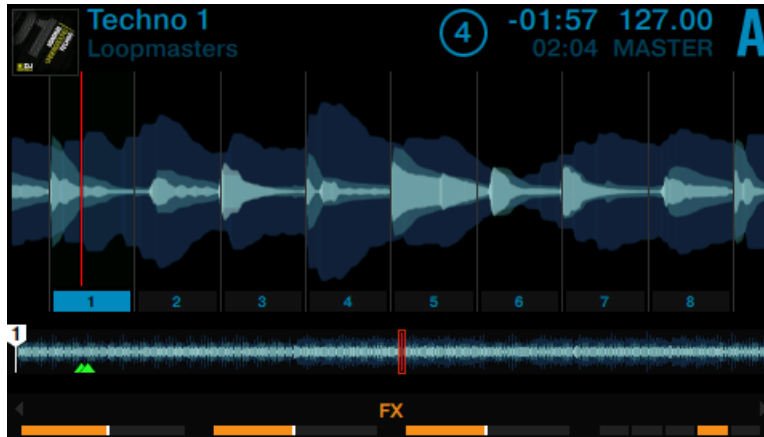 Techno 1
Loopmasters
4
-01:57 127.00
02:04 MASTER
A
1 2 3 4 5 6 7 8
1
FX